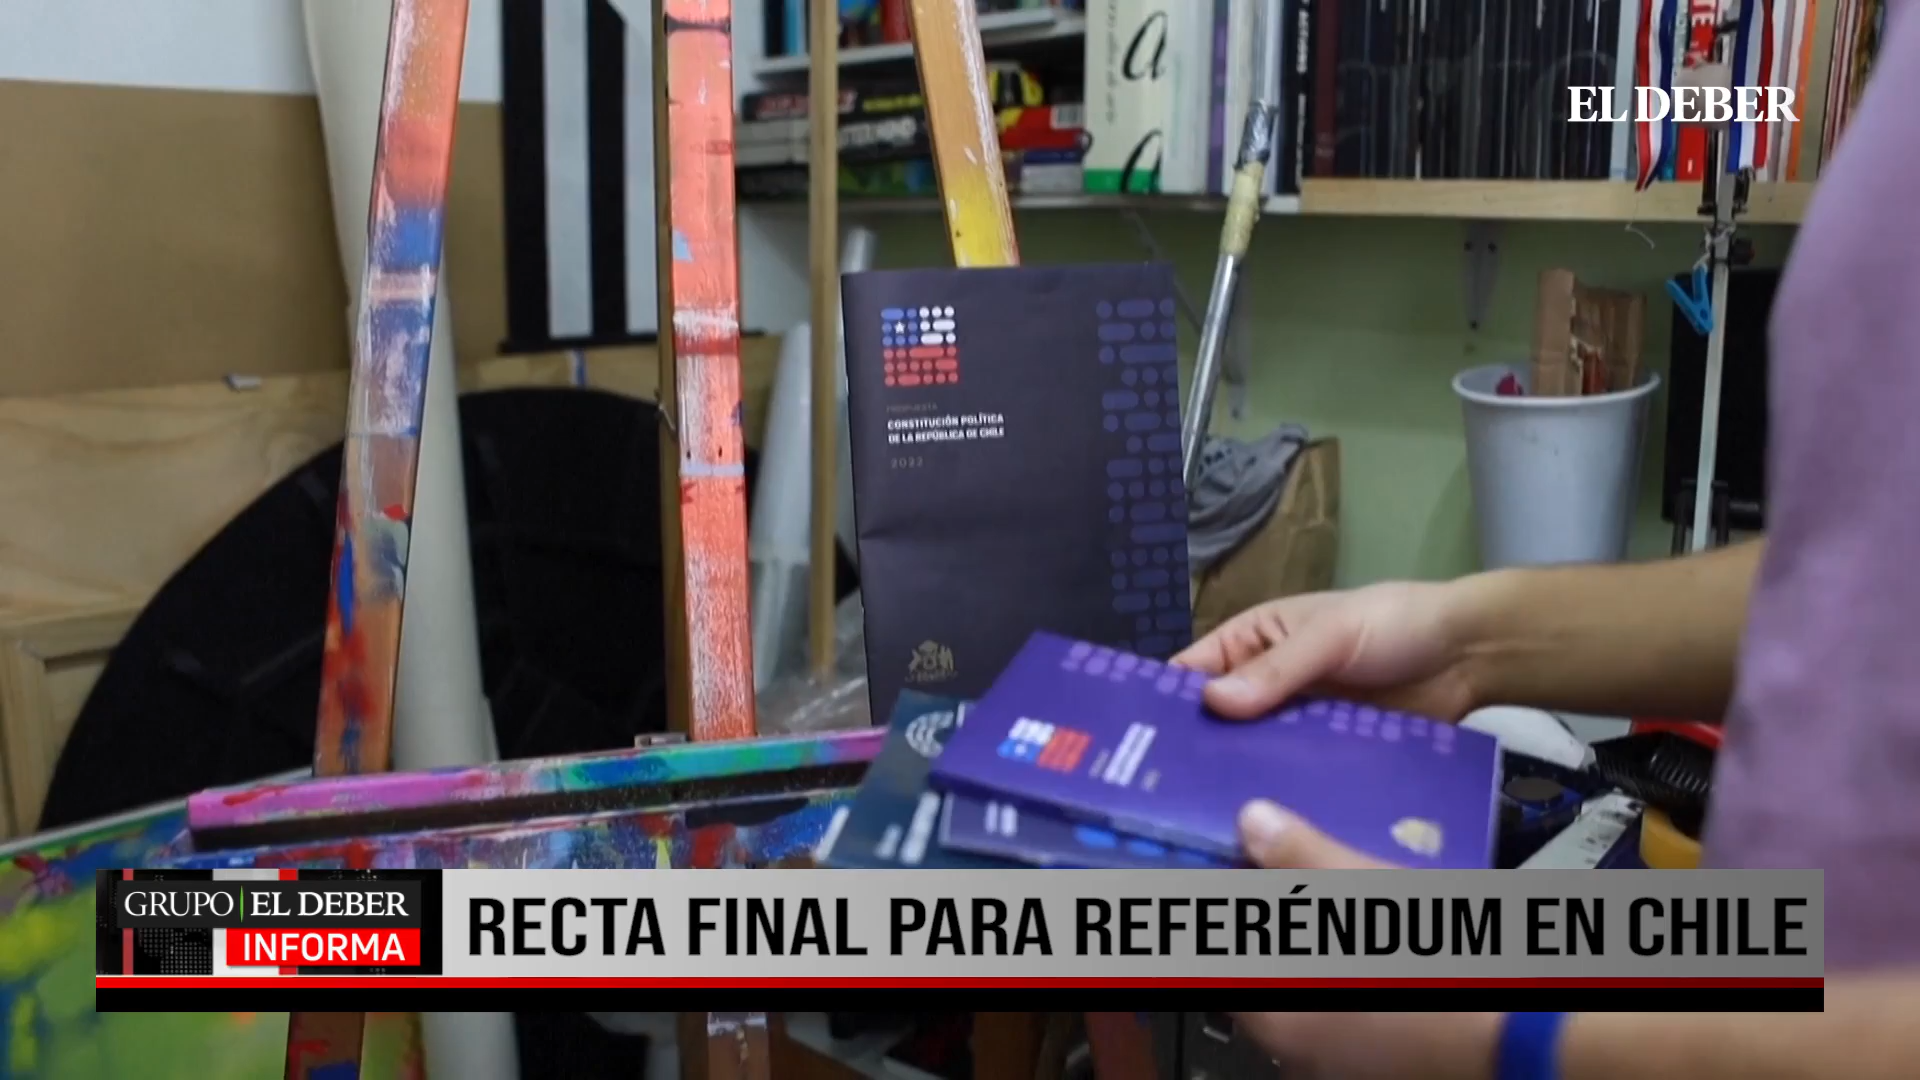 EL DEBER
PROPUESTA
CONSTITUCIÓN POLÍTICA
DE LA REPÚBLICA DE CHILE
2022
GRUPO EL DEBER
INFORMA
RECTA FINAL PARA REFERÉNDUM EN CHILE